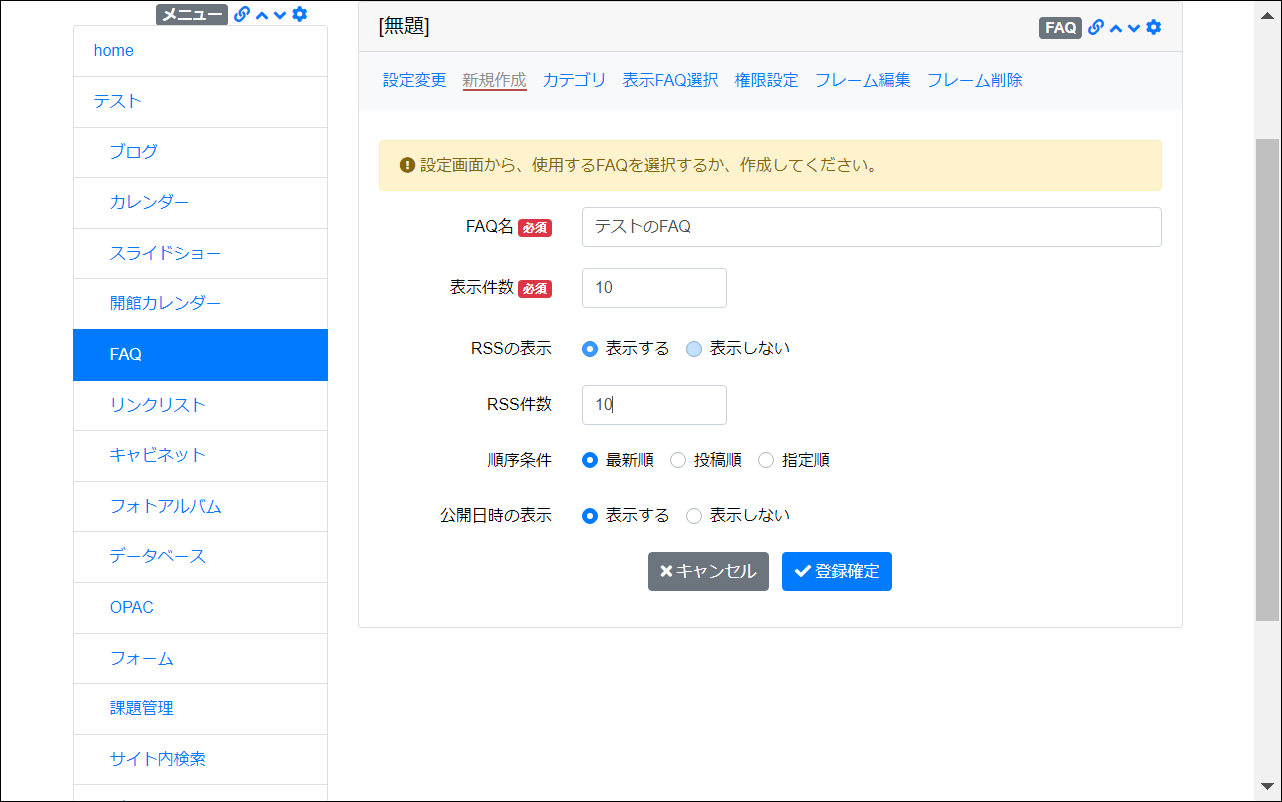 メニュー
home
テスト
ブログ
カレンダー
スライドショー
開館カレンダー
FAQ
リンクリスト
キャビネット
フォトアルバム
データベース
OPAC
フォーム
課題管理
サイト内検索
[無題]
FAQ
設定変更 新規作成 カテゴリ 表示FAQ選択 権限設定 フレーム編集 フレーム削除
設定画面から、使用するFAQを選択するか、作成してください。
FAQ名 必須 テストのFAQ
表示件数 必須 10
RSSの表示 表示する 表示しない
RSS件数 10
順序条件 最新順 投稿順 指定順
公開日時の表示 表示する 表示しない
キャンセル 登録確定